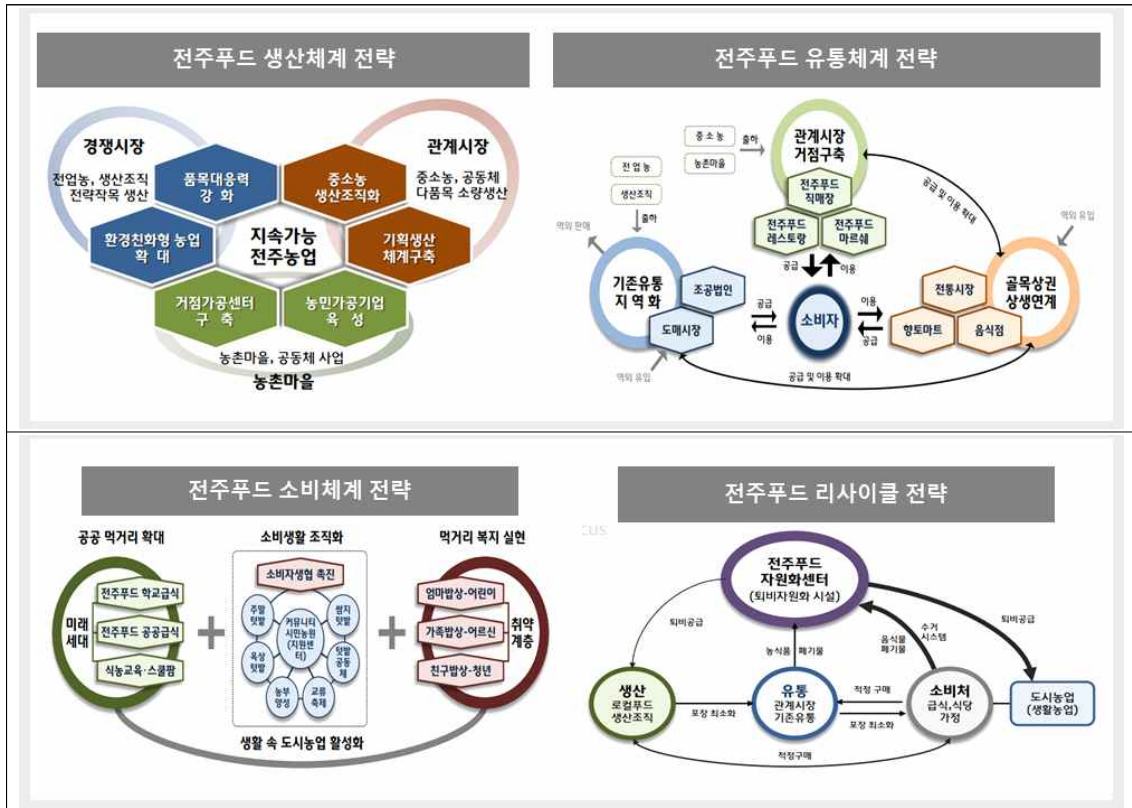 전주푸드 생산체계 전략
경쟁시장
전업농, 생산조직
전략작목 생산
관계시장
중소농, 공동체
다품목 소량생산
품목대응력
강 화
중소농
생산조직화
환경친화형 농업
확 대
지속가능
전주농업
기획생산
체계구축
거점가공센터
구 축
농민가공기업
육 성
농촌마을, 공동체 사업
농촌마을
전주푸드 유통체계 전략
중 소 농
농촌마을
출하
전 업 농
생산조직
출하
역외 판매
관계시장
거점구축
전주푸드
직매장
전주푸드
레스토랑
전주푸드
마르쉐
공급 및 이용 확대
역외 유입
공급
이용
기존유통
지 역 화
조공법인
도매시장
공급
이용
소비자
이용
공급
전통시장
향토마트
음식점
골목상권
상생연계
역외 유입
공급 및 이용 확대
전주푸드 소비체계 전략
공공 먹거리 확대
소비생활 조직화
먹거리 복지 실현
미래
세대
전주푸드 학교급식
전주푸드 공공급식
식농교육·스쿨팜
+
소비자생협 촉진
주말
텃밭
쌈지
텃밭
커뮤니티
시민농원
(지원센
터)
옥상
텃밭
텃밭
공동
체
농부
양성
교류
축제
생활 속 도시농업 활성화
+
엄마밥상-어린이
가족밥상-어르신
친구밥상-청년
취약
계층
전주푸드 리사이클 전략
cus
전주푸드
자원화센터
(퇴비자원화 시설)
퇴비공급
농식품 폐기물
음식물
폐기물
수거
시스템
퇴비공급
생산
로컬푸드
생산조직
포장 최소화
유통
관계시장
기존유통
적정 구매
포장 최소화
소비처
급식,식당
가정
도시농업
(생활농업)
적정구매